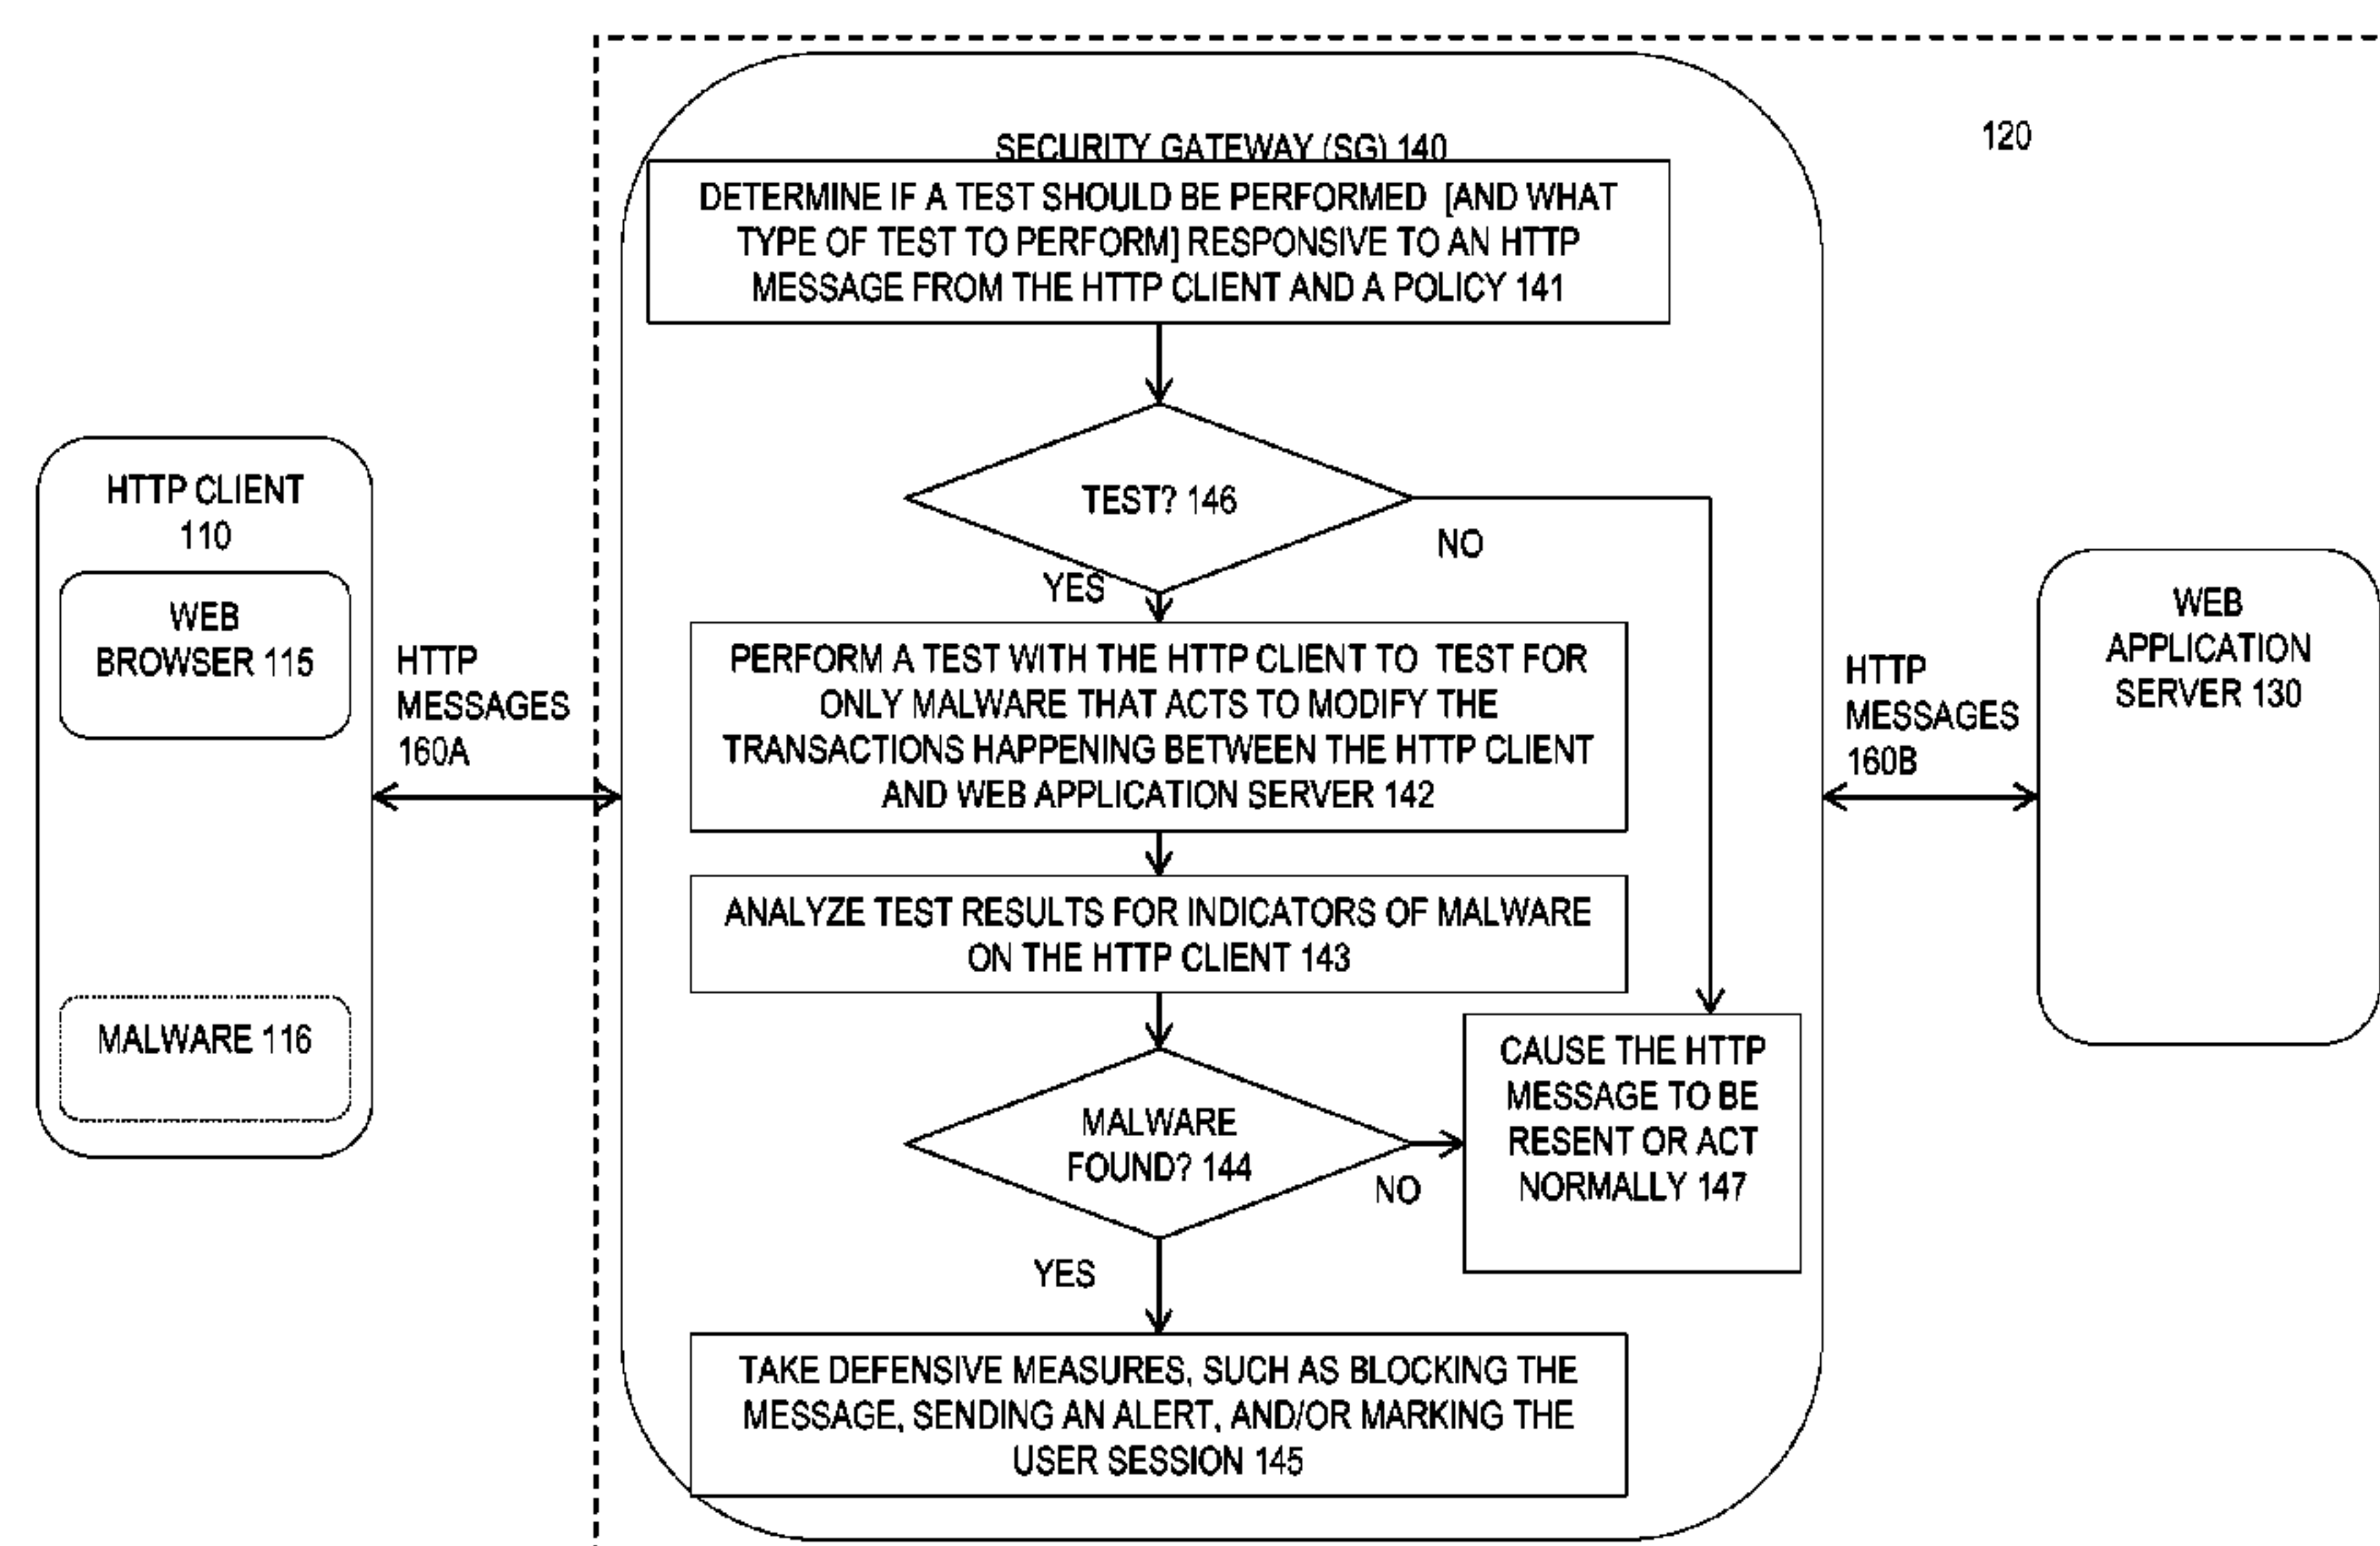 120
SECURITY GATEWAY (SG) 140
DETERMINE IF A TEST SHOULD BE PERFORMED [AND WHAT
TYPE OF TEST TO PERFORM] RESPONSIVE TO AN HTTP
MESSAGE FROM THE HTTP CLIENT AND A POLICY 141
TEST? 146
NO
YES
HTTP CLIENT
110
WEB
BROWSER 115
MALWARE 116
HTTP
MESSAGES
160A
PERFORM A TEST WITH THE HTTP CLIENT TO TEST FOR
ONLY MALWARE THAT ACTS TO MODIFY THE
TRANSACTIONS HAPPENING BETWEEN THE HTTP CLIENT
AND WEB APPLICATION SERVER 142
ANALYZE TEST RESULTS FOR INDICATORS OF MALWARE
ON THE HTTP CLIENT 143
MALWARE
FOUND? 144
NO
YES
CAUSE THE HTTP
MESSAGE TO BE
RESENT OR ACT
NORMALLY 147
TAKE DEFENSIVE MEASURES, SUCH AS BLOCKING THE
MESSAGE, SENDING AN ALERT, AND/OR MARKING THE
USER SESSION 145
HTTP
MESSAGES
160B
WEB
APPLICATION
SERVER 130